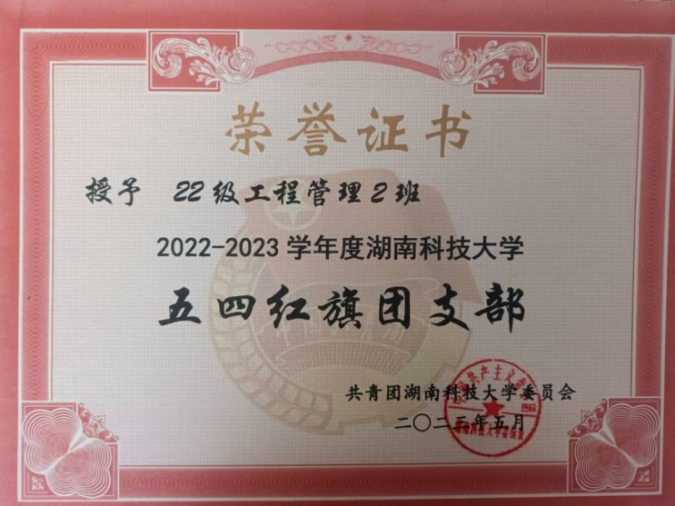 荣誉证书
授予 22级工程管理2班
2022-2023学年度湖南科技大学
五四红旗团支部
共青团湖南科技大学委员会
二〇二三年五月